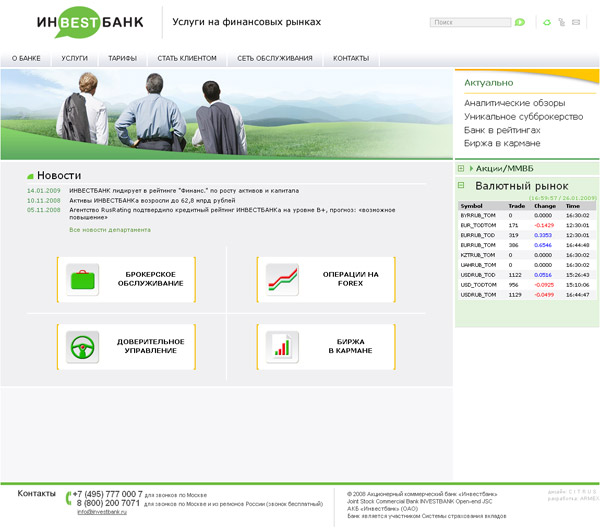 ИНВЕSTБАНК
Услуги на финансовых рынках
Поиск
О БАНКЕ УСЛУГИ ТАРИФЫ СТАТЬ КЛИЕНТОМ СЕТЬ ОБСЛУЖИВАНИЯ КОНТАКТЫ
Актуально
Аналитические обзоры
Уникальное субброкерство
Банк в рейтингах
Биржа в кармане
Новости
14.01.2009 ИНВЕСТБАНК лидирует в рейтинге "Финанс." по росту активов и капитала
10.11.2008 Активы ИНВЕСТБАНКа возросли до 62,8 млрд рублей
05.11.2008 Агентство RusRating подтвердило кредитный рейтинг ИНВЕСТБАНКа на уровне B+, прогноз: «возможное
повышение»
Все новости департамента
БРОКЕРСКОЕ
ОБСЛУЖИВАНИЕ
ОПЕРАЦИИ НА
FOREX
ДОВЕРИТЕЛЬНОЕ
УПРАВЛЕНИЕ
БИРЖА
В КАРМАНЕ
Акции/ММВБ
Валютный рынок
(16:59:57 / 26.01.2009)
Symbol Trade Change Time
BYRRUB_TOM 0 0.0000 16:30:02
EUR_TODTOM 171 -0.1429 12:30:01
EURRUB_TOD 319 0.3353 12:30:01
EURRUB_TOM 386 0.6546 16:44:48
KZTRUB_TOM 0 0.0000 16:30:02
UAHRUB_TOM 0 0.0000 16:30:02
USDRUB_TOD 1122 0.0516 15:26:43
USD_TODTOM 956 -0.0925 15:10:06
USDRUB_TOM 1129 -0.0499 16:44:47
Контакты
+7 (495) 777 000 7 для звонков по Москве
8 (800) 200 7071 для звонков по Москве и из регионов России (звонок бесплатный)
info@investbank.ru
© 2008 Акционерный коммерческий банк «Инвестбанк»
Joint Stock Commercial Bank INVESTBANK Open-end JSC
АКБ «Инвестбанк» (ОАО)
Банк является участником Системы страхования вкладов
дизайн CITRUS
разработка ARMEX